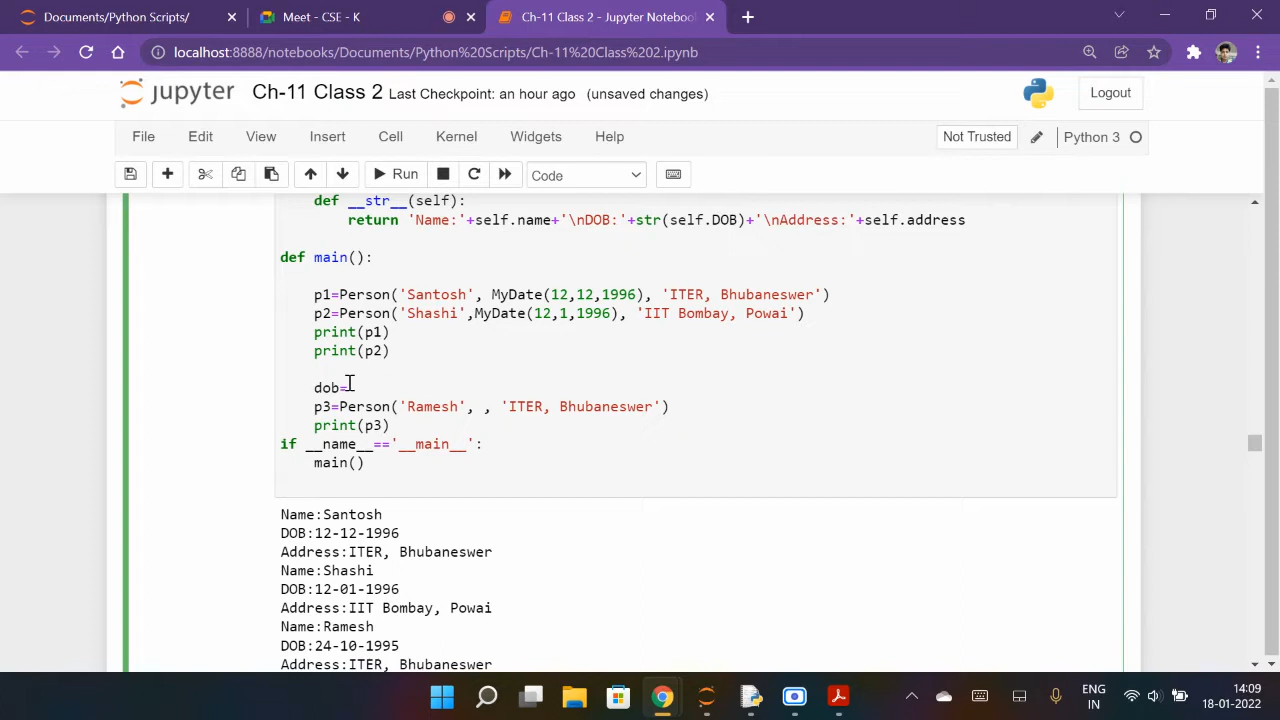 Documents/Python Scripts/
Meet - CSE - K
Ch-11 Class 2 - Jupyter Noteboo
localhost:8888/notebooks/Documents/Python%20Scripts/Ch-11%20Class%202.ipynb
jupyter Ch-11 Class 2 Last Checkpoint: an hour ago (unsaved changes)
Logout
File Edit View Insert Cell Kernel Widgets Help
Not Trusted
Python 3
Run
Code
def __str__(self):
return 'Name:'+self.name+'\nDOB:'+str(self.DOB)+'\nAddress:'+self.address
def main():
p1=Person('Santosh', MyDate(12,12,1996), 'ITER, Bhubaneswer')
p2=Person('Shashi',MyDate(12,1,1996), 'IIT Bombay, Powai')
print(p1)
print(p2)
dob=
p3=Person('Ramesh', , 'ITER, Bhubaneswer')
print(p3)
if __name__=='__main__':
main()
Name:Santosh
DOB:12-12-1996
Address:ITER, Bhubaneswer
Name:Shashi
DOB:12-01-1996
Address:IIT Bombay, Powai
Name:Ramesh
DOB:24-10-1995
Address:ITER, Bhubaneswer
ENG
IN
14:09
18-01-2022